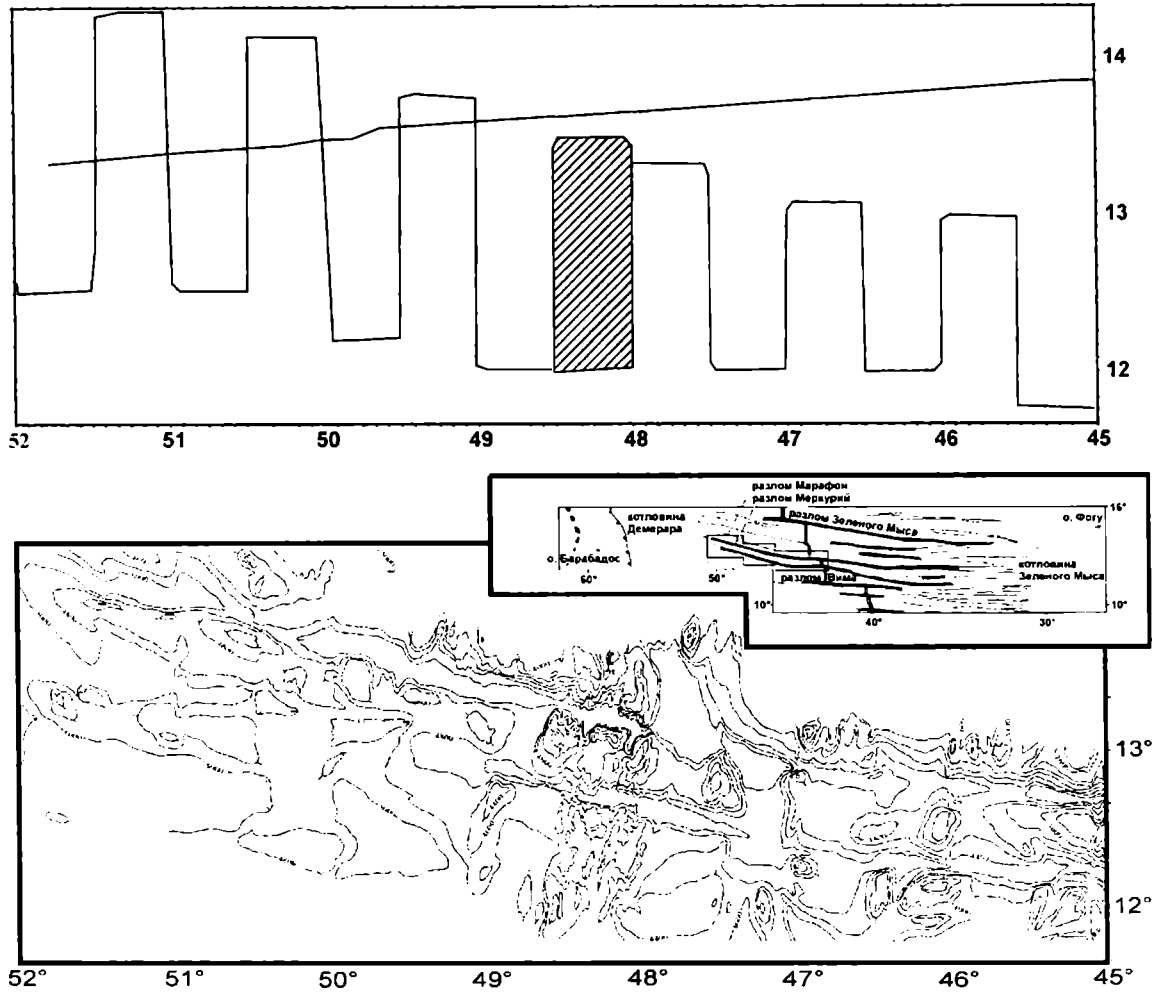 14
13
12
52 51 50 49 48 47 46 45
разлом Марафон
разлом Меркурий
котловина
Демерара
разлом Зеленого Мыса
16°
о. Фогу
о. Барабадос
котловина
Зеленого Мыса
60° 50° разлом Вима
10° 10°
40° 30°
13°
12°
52° 51° 50° 49° 48° 47° 46° 45°